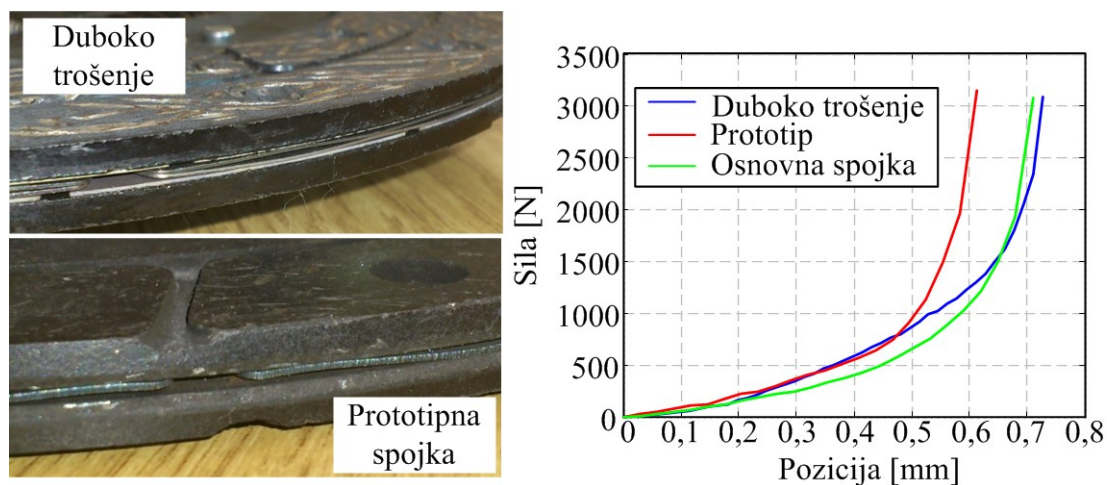 Duboko
trošenje
Prototipna
spojka
3500
3000
2500
2000
1500
1000
500
0
Sila [N]
Duboko trošenje
Prototip
Osnovna spojka
0 0,1 0,2 0,3 0,4 0,5 0,6 0,7 0,8
Pozicija [mm]